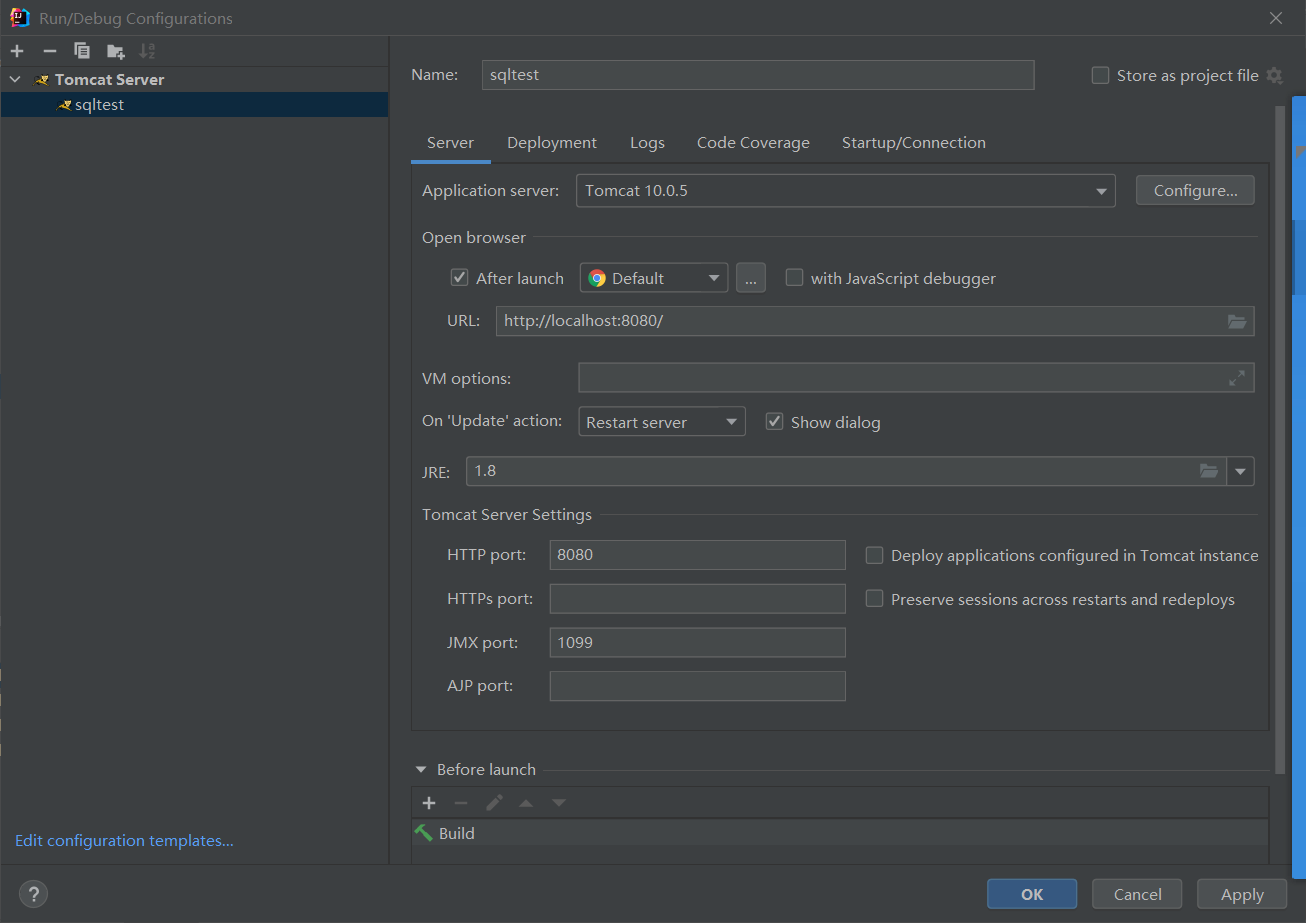 Run/Debug Configurations
Tomcat Server
sqltest
Name: sqltest
Store as project file
Server Deployment Logs Code Coverage Startup/Connection
Application server: Tomcat 10.0.5 Configure...
Open browser
After launch Default ... with JavaScript debugger
URL: http://localhost:8080/
VM options:
On 'Update' action: Restart server Show dialog
JRE: 1.8
Tomcat Server Settings
HTTP port: 8080 Deploy applications configured in Tomcat instance
HTTPs port: Preserve sessions across restarts and redeploys
JMX port: 1099
AJP port:
Before launch
Build
Edit configuration templates...
? OK Cancel Apply